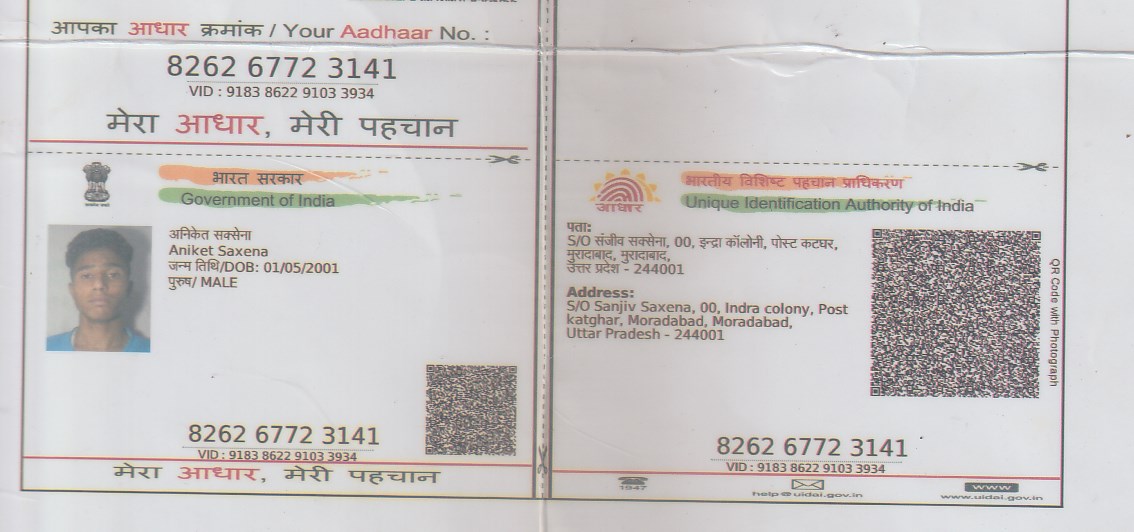 आपका आधार क्रमांक / Your Aadhaar No. :
8262 6772 3141
VID : 9183 8622 9103 3934
मेरा आधार, मेरी पहचान
भारत सरकार
Government of India
अनिकेत सक्सेना
Aniket Saxena
जन्म तिथि/DOB: 01/05/2001
पुरुष/ MALE
8262 6772 3141
VID : 9183 8622 9103 3934
मेरा आधार, मेरी पहचान
आधार
भारतीय विशिष्ट पहचान प्राधिकरण
Unique Identification Authority of India
पता:
S/O संजीव सक्सेना, 00, इन्द्रा कॉलोनी, पोस्ट कटघर,
मुरादाबाद, मुरादाबाद,
उत्तर प्रदेश - 244001
Address:
S/O Sanjiv Saxena, 00, Indra colony, Post
katghar, Moradabad, Moradabad,
Uttar Pradesh - 244001
QR Code with Photograph
8262 6772 3141
VID : 9183 8622 9103 3934
1947
help@uidai.gov.in
www
www.uidai.gov.in